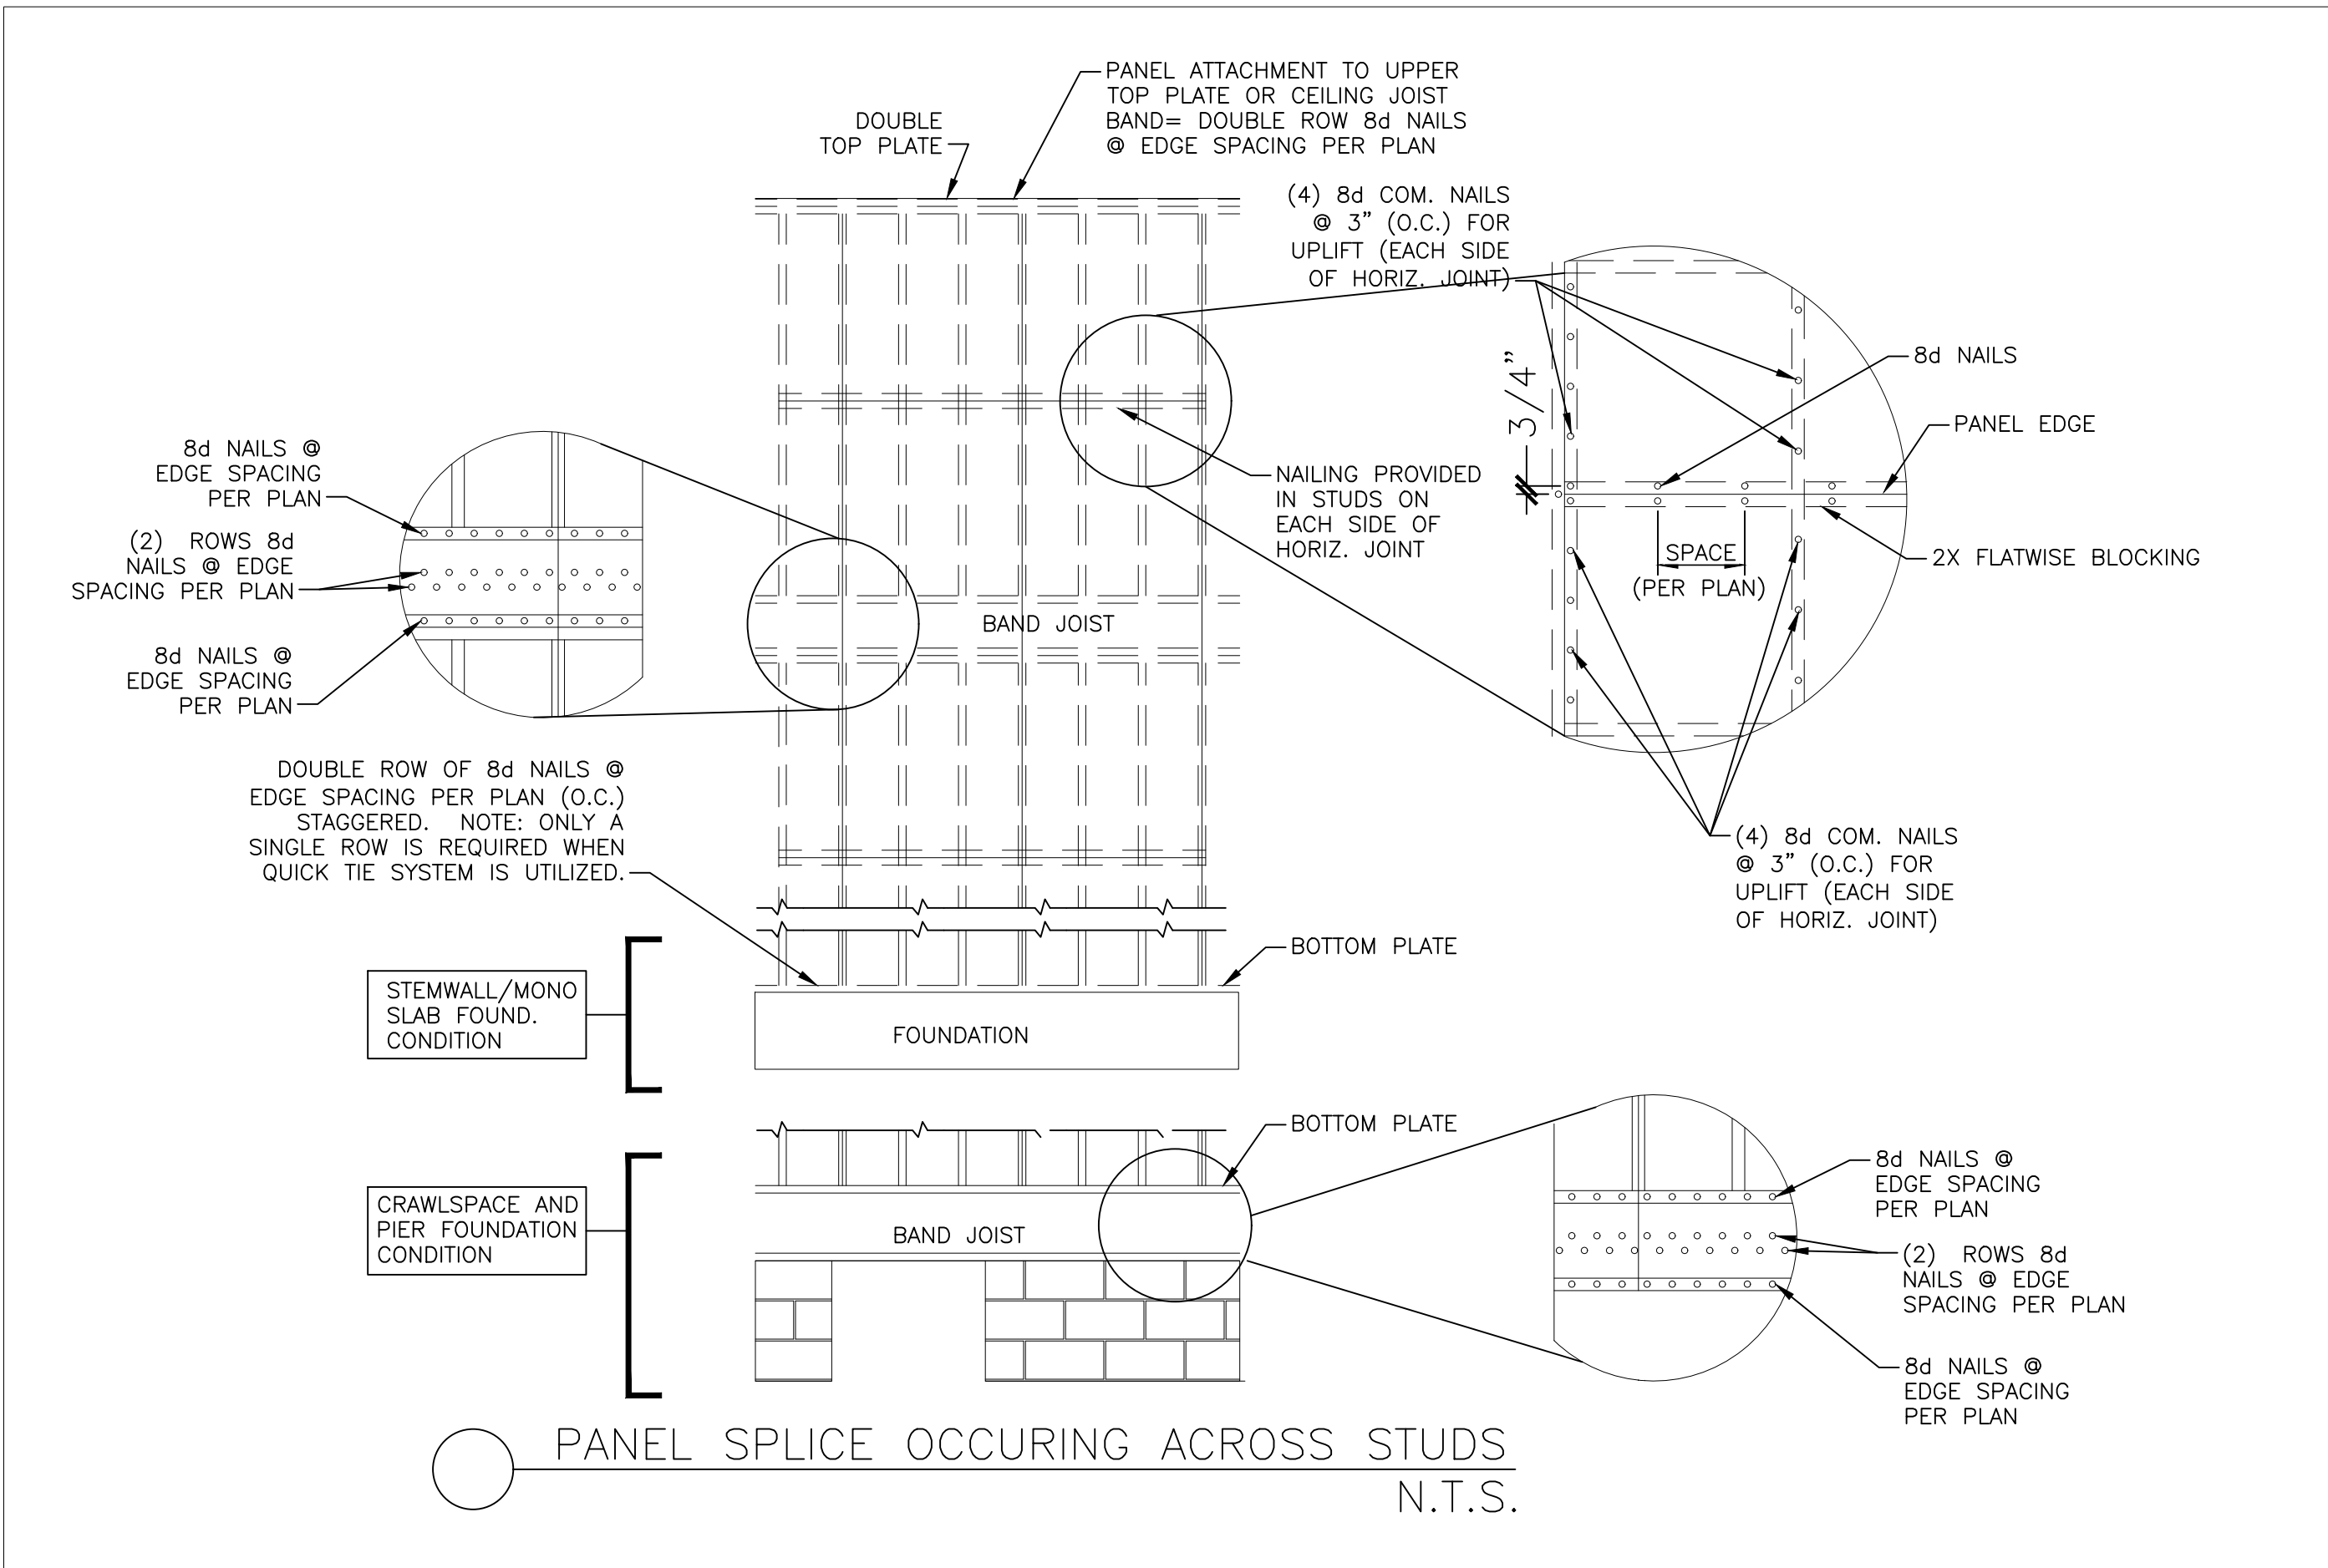 PANEL ATTACHMENT TO UPPER
TOP PLATE OR CEILING JOIST
BAND= DOUBLE ROW 8d NAILS
@ EDGE SPACING PER PLAN
DOUBLE
TOP PLATE
(4) 8d COM. NAILS
@ 3" (O.C.) FOR
UPLIFT (EACH SIDE
OF HORIZ. JOINT)
3/4"
8d NAILS
PANEL EDGE
8d NAILS @
EDGE SPACING
PER PLAN
(2) ROWS 8d
NAILS @ EDGE
SPACING PER PLAN
8d NAILS @
EDGE SPACING
PER PLAN
NAILING PROVIDED
IN STUDS ON
EACH SIDE OF
HORIZ. JOINT
SPACE
(PER PLAN)
2X FLATWISE BLOCKING
BAND JOIST
DOUBLE ROW OF 8d NAILS @
EDGE SPACING PER PLAN (O.C.)
STAGGERED. NOTE: ONLY A
SINGLE ROW IS REQUIRED WHEN
QUICK TIE SYSTEM IS UTILIZED.
(4) 8d COM. NAILS
@ 3" (O.C.) FOR
UPLIFT (EACH SIDE
OF HORIZ. JOINT)
BOTTOM PLATE
STEMWALL/MONO
SLAB FOUND.
CONDITION
FOUNDATION
BOTTOM PLATE
CRAWLSPACE AND
PIER FOUNDATION
CONDITION
BAND JOIST
8d NAILS @
EDGE SPACING
PER PLAN
(2) ROWS 8d
NAILS @ EDGE
SPACING PER PLAN
8d NAILS @
EDGE SPACING
PER PLAN
PANEL SPLICE OCCURING ACROSS STUDS
N.T.S.